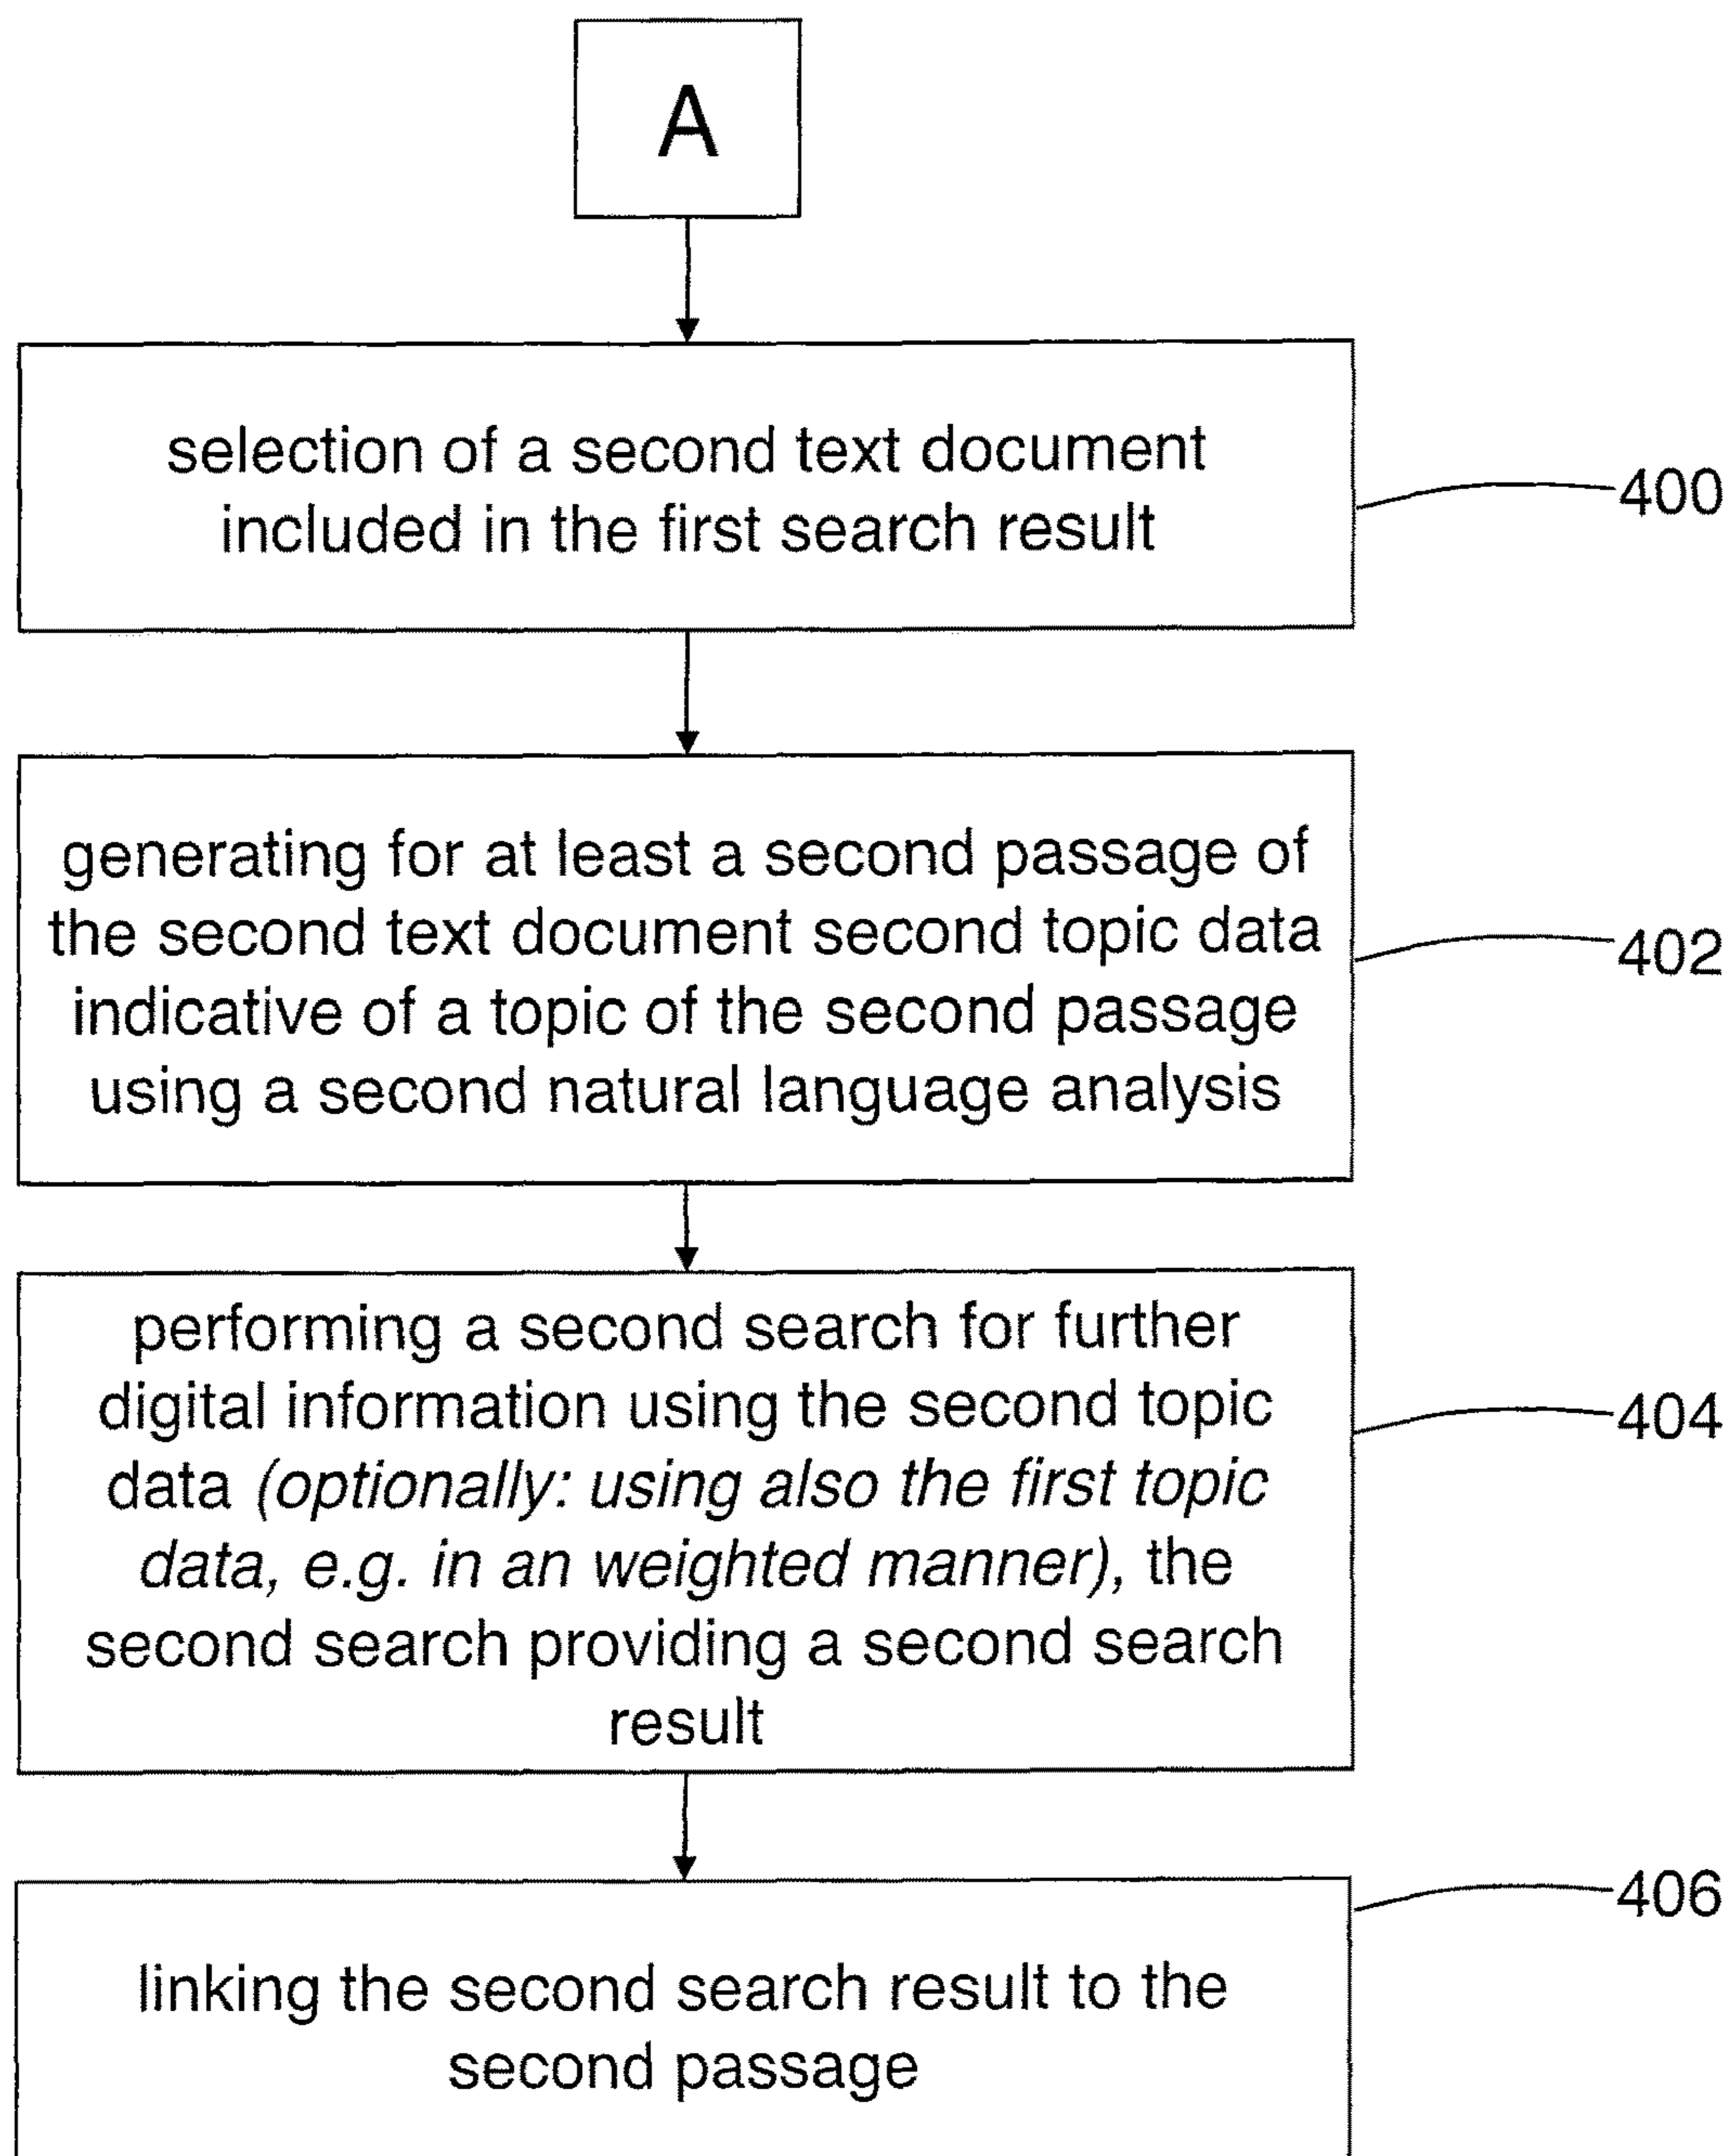 A
selection of a second text document
included in the first search result
400
generating for at least a second passage of
the second text document second topic data
indicative of a topic of the second passage
using a second natural language analysis
402
performing a second search for further
digital information using the second topic
data (optionally: using also the first topic
data, e.g. in an weighted manner), the
second search providing a second search
result
404
406
linking the second search result to the
second passage